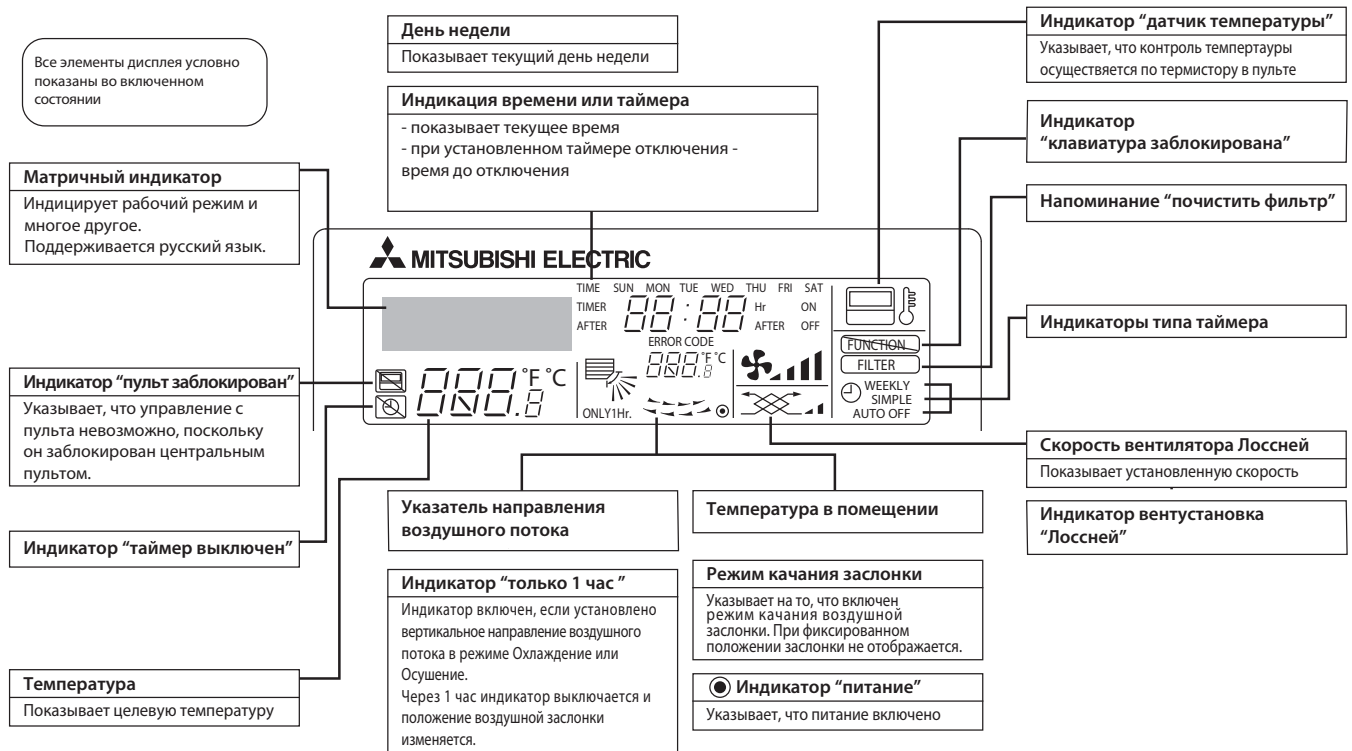 Все элементы дисплея условно
показаны во включенном
состоянии
День недели
Показывает текущий день недели
Индикация времени или таймера
- показывает текущее время
- при установленном таймере отключения -
время до отключения
Индикатор “датчик температуры”
Указывает, что контроль темпертауры
осуществяется по термистору в пульте
Индикатор
“клавиатура заблокирована”
Напоминание “почистить фильтр”
Индикаторы типа таймера
Матричный индикатор
Индицирует рабочий режим и
многое другое.
Поддерживается русский язык.
Индикатор “пульт заблокирован”
Указывает, что управление с
пульта невозможно, поскольку
он заблокирован центральным
пультом.
Индикатор “таймер выключен”
Температура
Показывает целевую температуру
MITSUBISHI ELECTRIC
TIME SUN MON TUE WED THU FRI SAT
TIMER 88:88 Hr ON
AFTER AFTER OFF
ERROR CODE
888.8 °F °C
888.8 °F °C
ONLY1Hr.
FUNCTION
FILTER
WEEKLY
SIMPLE
AUTO OFF
Указатель направления
воздушного потока
Температура в помещении
Индикатор “только 1 час ”
Индикатор включен, если установлено
вертикальное направление воздушного
потока в режиме Охлаждение или
Осушение.
Через 1 час индикатор выключается и
положение воздушной заслонки
изменяется.
Режим качания заслонки
Указывает на то, что включен
режим качания воздушной
заслонки. При фиксированном
положении заслонки не отображается.
Индикатор “питание”
Указывает, что питание включено
Скорость вентилятора Лоссней
Показывает установленную скорость
Индикатор вентустановка
“Лоссней”